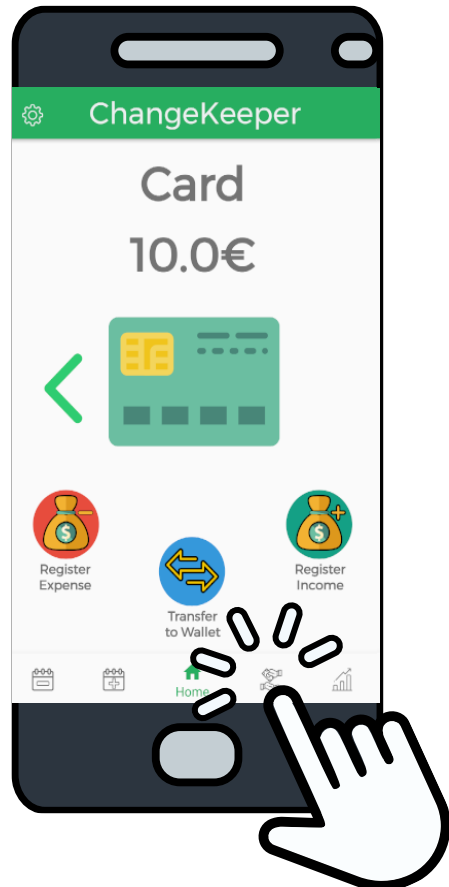 ChangeKeeper
Card
10.0€
Register
Expense
Transfer
to Wallet
Register
Income
Home